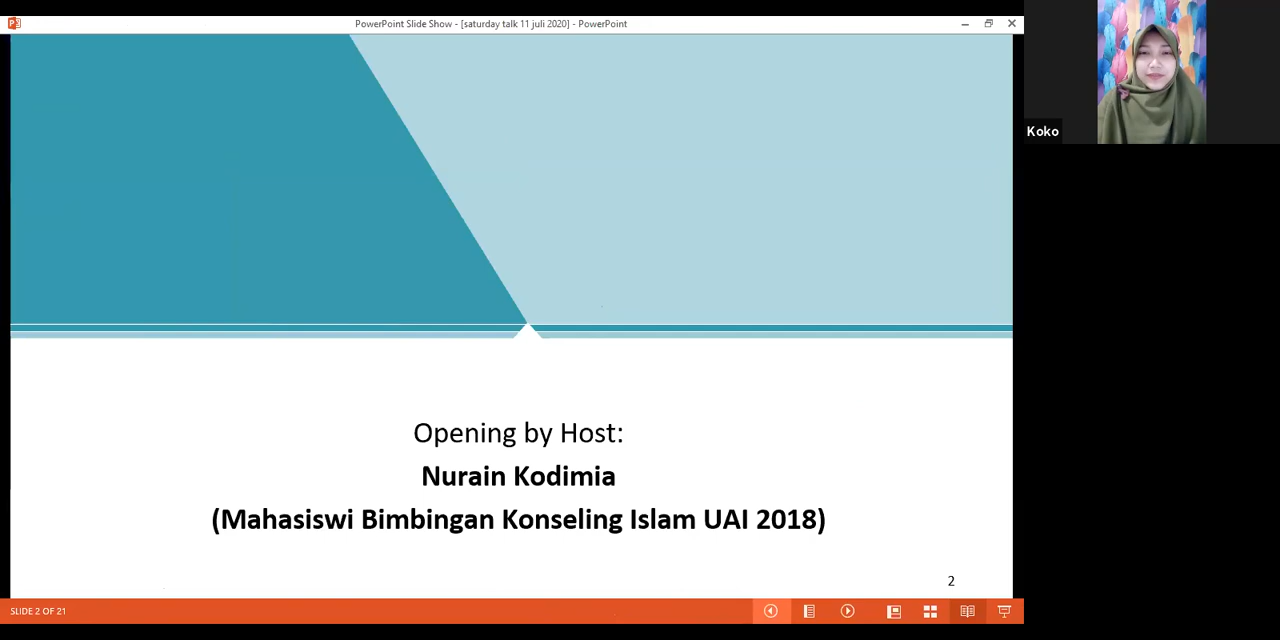 PowerPoint Slide Show - [saturday talk 11 juli 2020] - PowerPoint
Koko
Opening by Host:
Nurain Kodimia
(Mahasiswi Bimbingan Konseling Islam UAI 2018)
2
SLIDE 2 OF 21